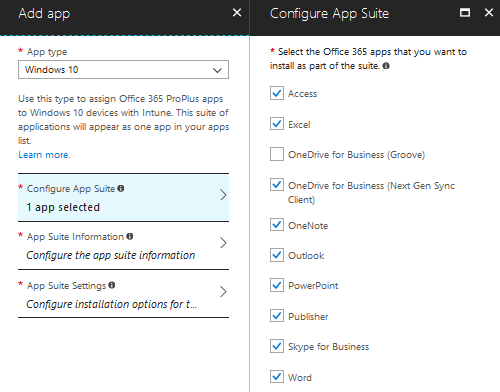 Add app
* App type
Windows 10
Use this type to assign Office 365 ProPlus apps
to Windows 10 devices with Intune. This suite of
applications will appear as one app in your apps
list.
Learn more.
* Configure App Suite
1 app selected
* App Suite Information
Configure the app suite information
* App Suite Settings
Configure installation options for t...
Configure App Suite
* Select the Office 365 apps that you want to
install as part of the suite.
Access
Excel
OneDrive for Business (Groove)
OneDrive for Business (Next Gen Sync
Client)
OneNote
Outlook
PowerPoint
Publisher
Skype for Business
Word